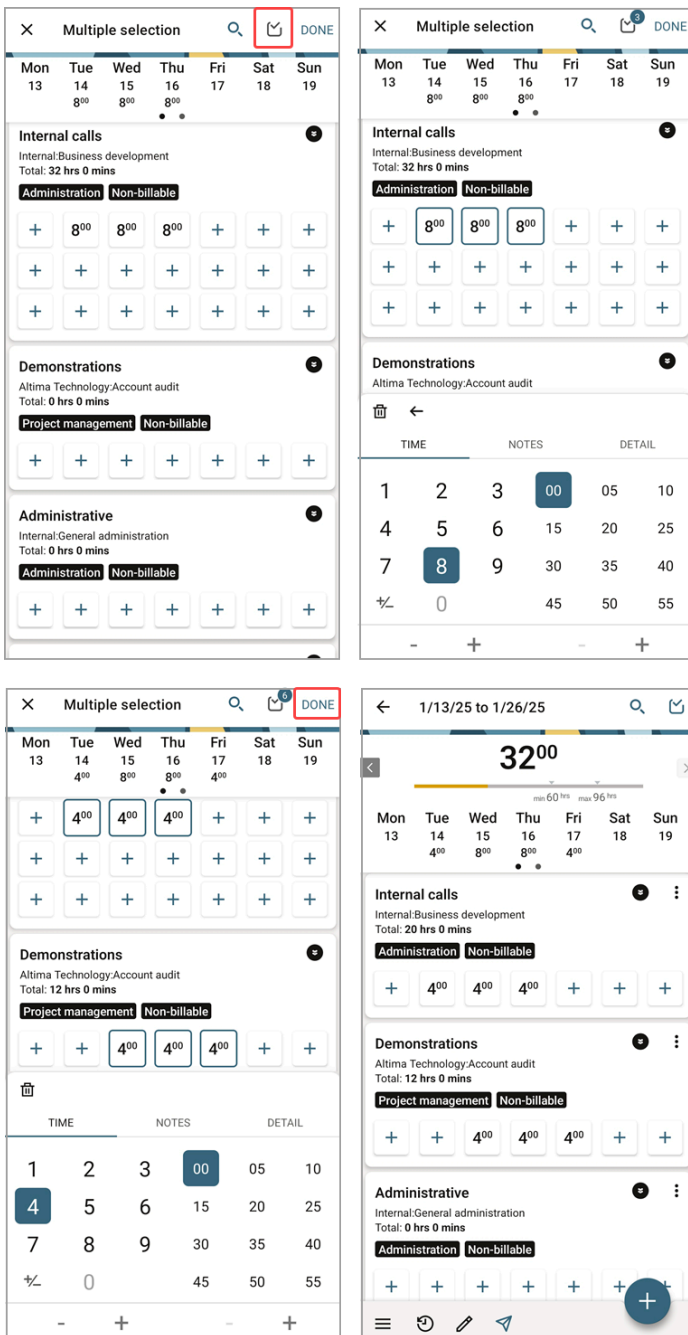 Multiple selection DONE
Mon Tue Wed Thu Fri Sat Sun
13 14 15 16 17 18 19
8⁰⁰ 8⁰⁰ 8⁰⁰
Internal calls
Internal:Business development
Total: 32 hrs 0 mins
Administration Non-billable
+ 8⁰⁰ 8⁰⁰ 8⁰⁰ + + +
+ + + + + + +
+ + + + + + +
Demonstrations
Altima Technology:Account audit
Total: 0 hrs 0 mins
Project management Non-billable
+ + + + + + +
Administrative
Internal:General administration
Total: 0 hrs 0 mins
Administration Non-billable
+ + + + + + +
Multiple selection 3 DONE
Mon Tue Wed Thu Fri Sat Sun
13 14 15 16 17 18 19
8⁰⁰ 8⁰⁰ 8⁰⁰
Internal calls
Internal:Business development
Total: 32 hrs 0 mins
Administration Non-billable
+ 8⁰⁰ 8⁰⁰ 8⁰⁰ + + +
+ + + + + + +
+ + + + + + +
Demonstrations
Altima Technology:Account audit
TIME NOTES DETAIL
1 2 3 00 05 10
4 5 6 15 20 25
7 8 9 30 35 40
+/- 0 45 50 55
- + - +
Multiple selection 6 DONE
Mon Tue Wed Thu Fri Sat Sun
13 14 15 16 17 18 19
4⁰⁰ 8⁰⁰ 8⁰⁰ 4⁰⁰
+ 4⁰⁰ 4⁰⁰ 4⁰⁰ + + +
+ + + + + + +
+ + + + + + +
Demonstrations
Altima Technology:Account audit
Total: 12 hrs 0 mins
Project management Non-billable
+ + 4⁰⁰ 4⁰⁰ 4⁰⁰ + +
TIME NOTES DETAIL
1 2 3 00 05 10
4 5 6 15 20 25
7 8 9 30 35 40
+/- 0 45 50 55
- + - +
1/13/25 to 1/26/25
32⁰⁰
min 60 hrs max 96 hrs
Mon Tue Wed Thu Fri Sat Sun
13 14 15 16 17 18 19
4⁰⁰ 8⁰⁰ 8⁰⁰ 4⁰⁰
Internal calls
Internal:Business development
Total: 20 hrs 0 mins
Administration Non-billable
+ 4⁰⁰ 4⁰⁰ 4⁰⁰ + + +
Demonstrations
Altima Technology:Account audit
Total: 12 hrs 0 mins
Project management Non-billable
+ + 4⁰⁰ 4⁰⁰ 4⁰⁰ + +
Administrative
Internal:General administration
Total: 0 hrs 0 mins
Administration Non-billable
+ + + + + + +
+